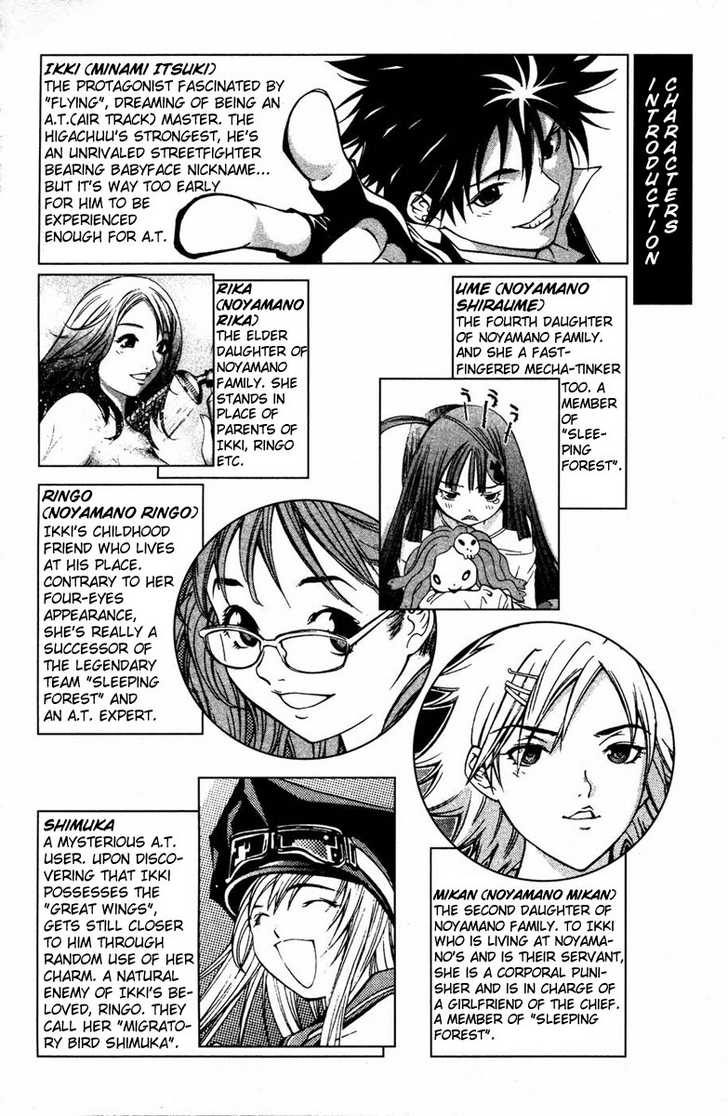 INTRODUCTION
CHARACTERS
IKKI (MINAMI ITSUKI)
THE PROTAGONIST FASCINATED BY
"FLYING", DREAMING OF BEING AN
A.T.(AIR TRACK) MASTER. THE
HIGACHUU'S STRONGEST, HE'S
AN UNRIVALED STREETFIGHTER
BEARING BABYFACE NICKNAME...
BUT IT'S WAY TOO EARLY
FOR HIM TO BE
EXPERIENCED
ENOUGH FOR A.T.
RIKA
(NOYAMANO
RIKA)
THE ELDER
DAUGHTER OF
NOYAMANO
FAMILY. SHE
STANDS IN
PLACE OF
PARENTS OF
IKKI, RINGO
ETC.
UME (NOYAMANO
SHIRAUME)
THE FOURTH DAUGHTER
OF NOYAMANO FAMILY.
AND SHE A FAST-
FINGERED MECHA-TINKER
TOO. A
MEMBER
OF
"SLEE-
PING
FOREST".
うぅうぅうぅ
RINGO
(NOYAMANO RINGO)
IKKI'S CHILDHOOD
FRIEND WHO LIVES
AT HIS PLACE.
CONTRARY TO HER
FOUR-EYES
APPEARANCE,
SHE'S REALLY A
SUCCESSOR OF
THE LEGENDARY
TEAM "SLEEPING
FOREST" AND
AN A.T. EXPERT.
SHIMUKA
A MYSTERIOUS A.T.
USER. UPON DISCO-
VERING THAT IKKI
POSSESSES THE
"GREAT WINGS",
GETS STILL CLOSER
TO HIM THROUGH
RANDOM USE OF HER
CHARM. A NATURAL
ENEMY OF IKKI'S BE-
LOVED, RINGO. THEY
CALL HER "MIGRATO-
RY BIRD SHIMUKA".
MIKAN (NOYAMANO MIKAN)
THE SECOND DAUGHTER OF
NOYAMANO FAMILY. TO IKKI
WHO IS LIVING AT NOYAMA-
NO'S AND IS THEIR SERVANT,
SHE IS A CORPORAL PUNI-
SHER AND IS IN CHARGE OF
A GIRLFRIEND OF THE CHIEF.
A MEMBER OF "SLEEPING
FOREST".